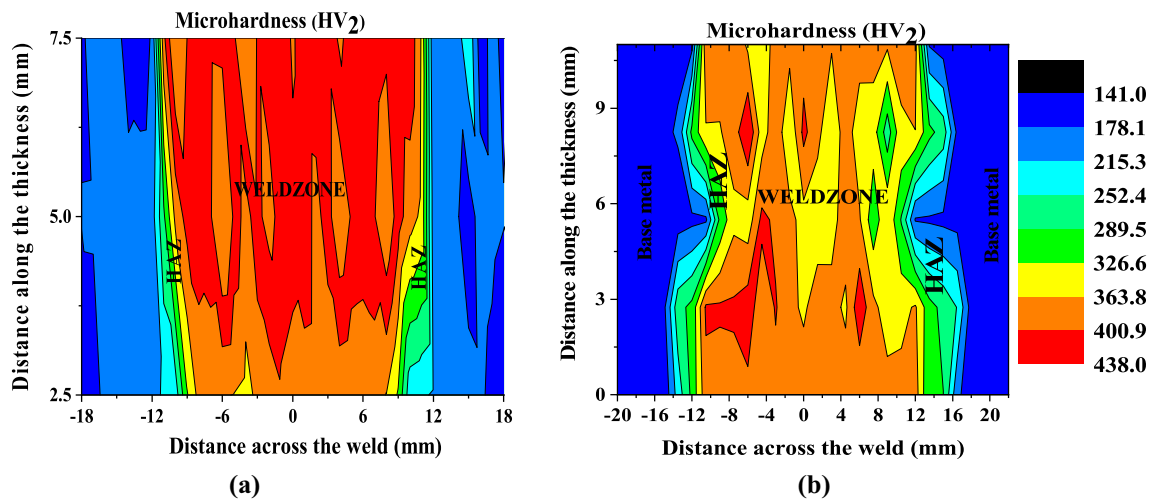 Microhardness (HV2)
Distance along the thickness (mm)
7.5
5.0
2.5
WELDZONE
HAZ
HAZ
-18
-12
-6
0
6
12
18
Distance across the weld (mm)
(a)
Microhardness (HV2)
Distance along the thickness (mm)
9
6
3
0
Base metal
HAZ
WELDZONE
HAZ
Base metal
-20
-16
-12
-8
-4
0
4
8
12
16
20
Distance across the weld (mm)
(b)
141.0
178.1
215.3
252.4
289.5
326.6
363.8
400.9
438.0